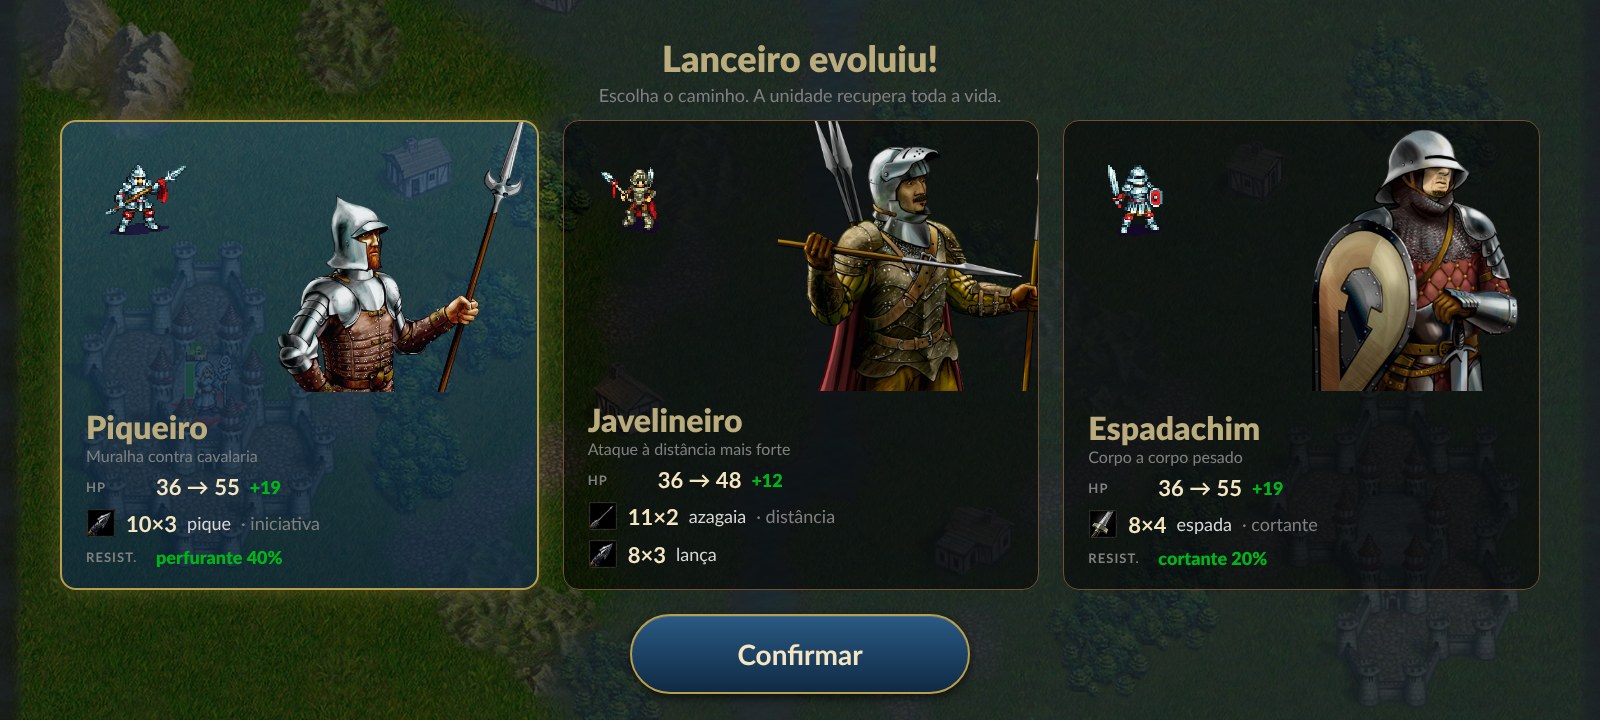 Lanceiro evoluiu!
Escolha o caminho. A unidade recupera toda a vida.
Piqueiro
Muralha contra cavalaria
HP 36 → 55 +19
10×3 pique · iniciativa
RESIST. perfurante 40%
Javelineiro
Ataque à distância mais forte
HP 36 → 48 +12
11×2 azagaia · distância
8×3 lança
Espadachim
Corpo a corpo pesado
HP 36 → 55 +19
8×4 espada · cortante
RESIST. cortante 20%
Confirmar